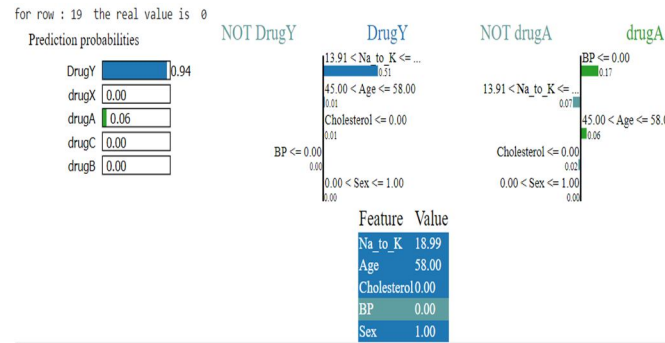 for row : 19 the real value is 0
Prediction probabilities
DrugY 0.94
drugX 0.00
drugA 0.06
drugC 0.00
drugB 0.00
NOT DrugY DrugY
13.91 < Na_to_K <= ...
0.51
45.00 < Age <= 58.00
0.01
Cholesterol <= 0.00
0.01
BP <= 0.00
0.00
0.00 < Sex <= 1.00
0.00
NOT drugA drugA
BP <= 0.00
0.17
13.91 < Na_to_K <= ...
0.07
45.00 < Age <= 58.0
0.06
Cholesterol <= 0.00
0.02
0.00 < Sex <= 1.00
0.00
Feature Value
Na_to_K 18.99
Age 58.00
Cholesterol 0.00
BP 0.00
Sex 1.00